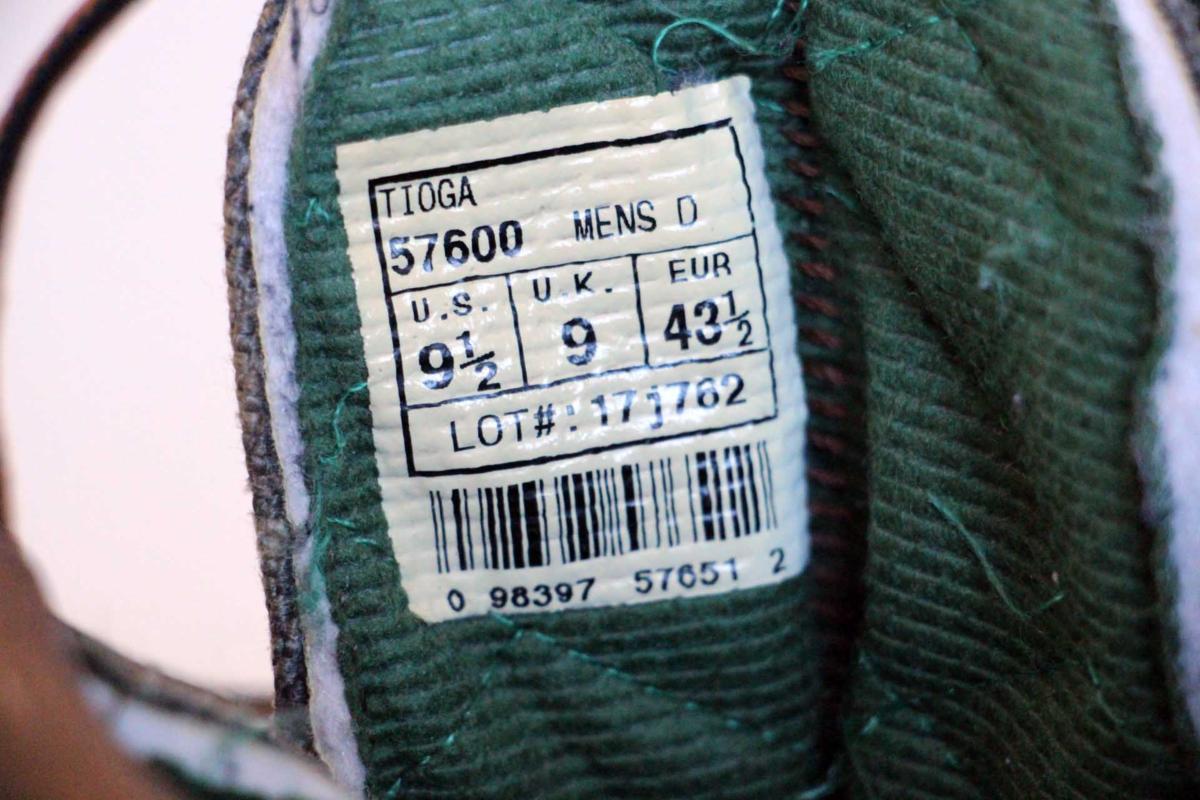 TIOGA
57600 MENS D
U.S. U.K. EUR
9½ 9 43½
LOT#: 17j762
0 98397 57651 2